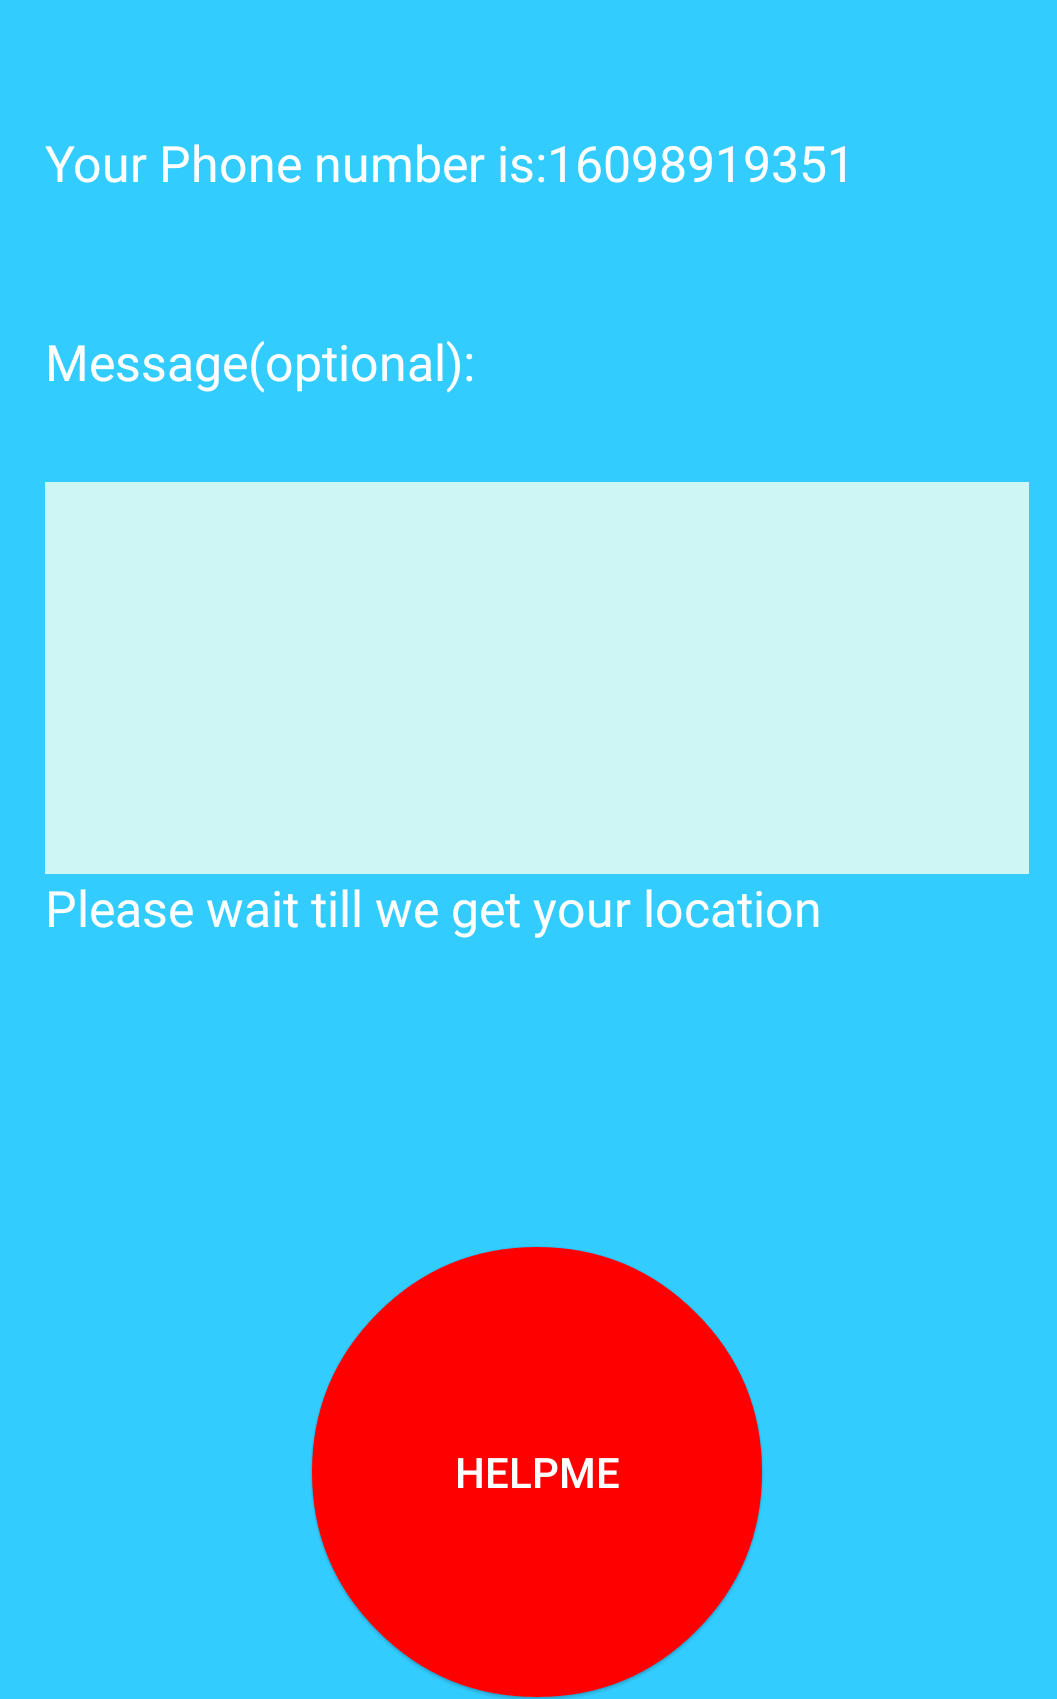 Your Phone number is:16098919351
Message(optional):
Please wait till we get your location
HELPME